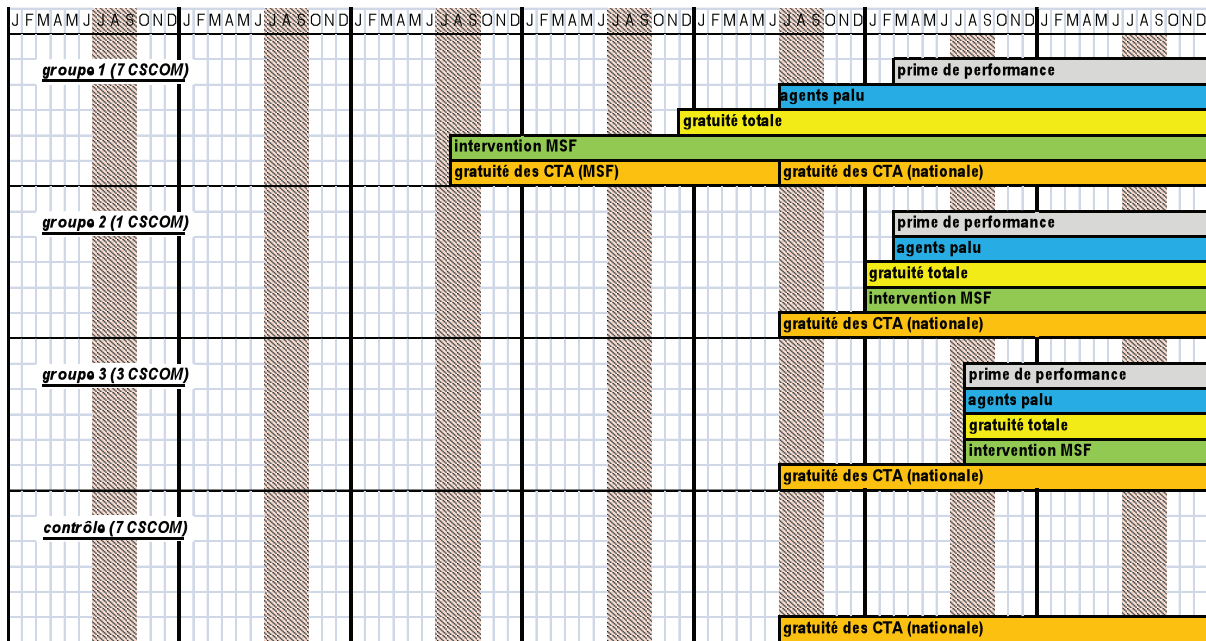 J F M A M J J A S O N D J F M A M J J A S O N D J F M A M J J A S O N D J F M A M J J A S O N D J F M A M J J A S O N D J F M A M J J A S O N D J F M A M J J A S O N D
groupe 1 (7 CSCOM)
prime de performance
agents palu
gratuité totale
intervention MSF
gratuité des CTA (MSF) gratuité des CTA (nationale)
groupe 2 (1 CSCOM)
prime de performance
agents palu
gratuité totale
intervention MSF
gratuité des CTA (nationale)
groupe 3 (3 CSCOM)
prime de performance
agents palu
gratuité totale
intervention MSF
gratuité des CTA (nationale)
contrôle (7 CSCOM)
gratuité des CTA (nationale)